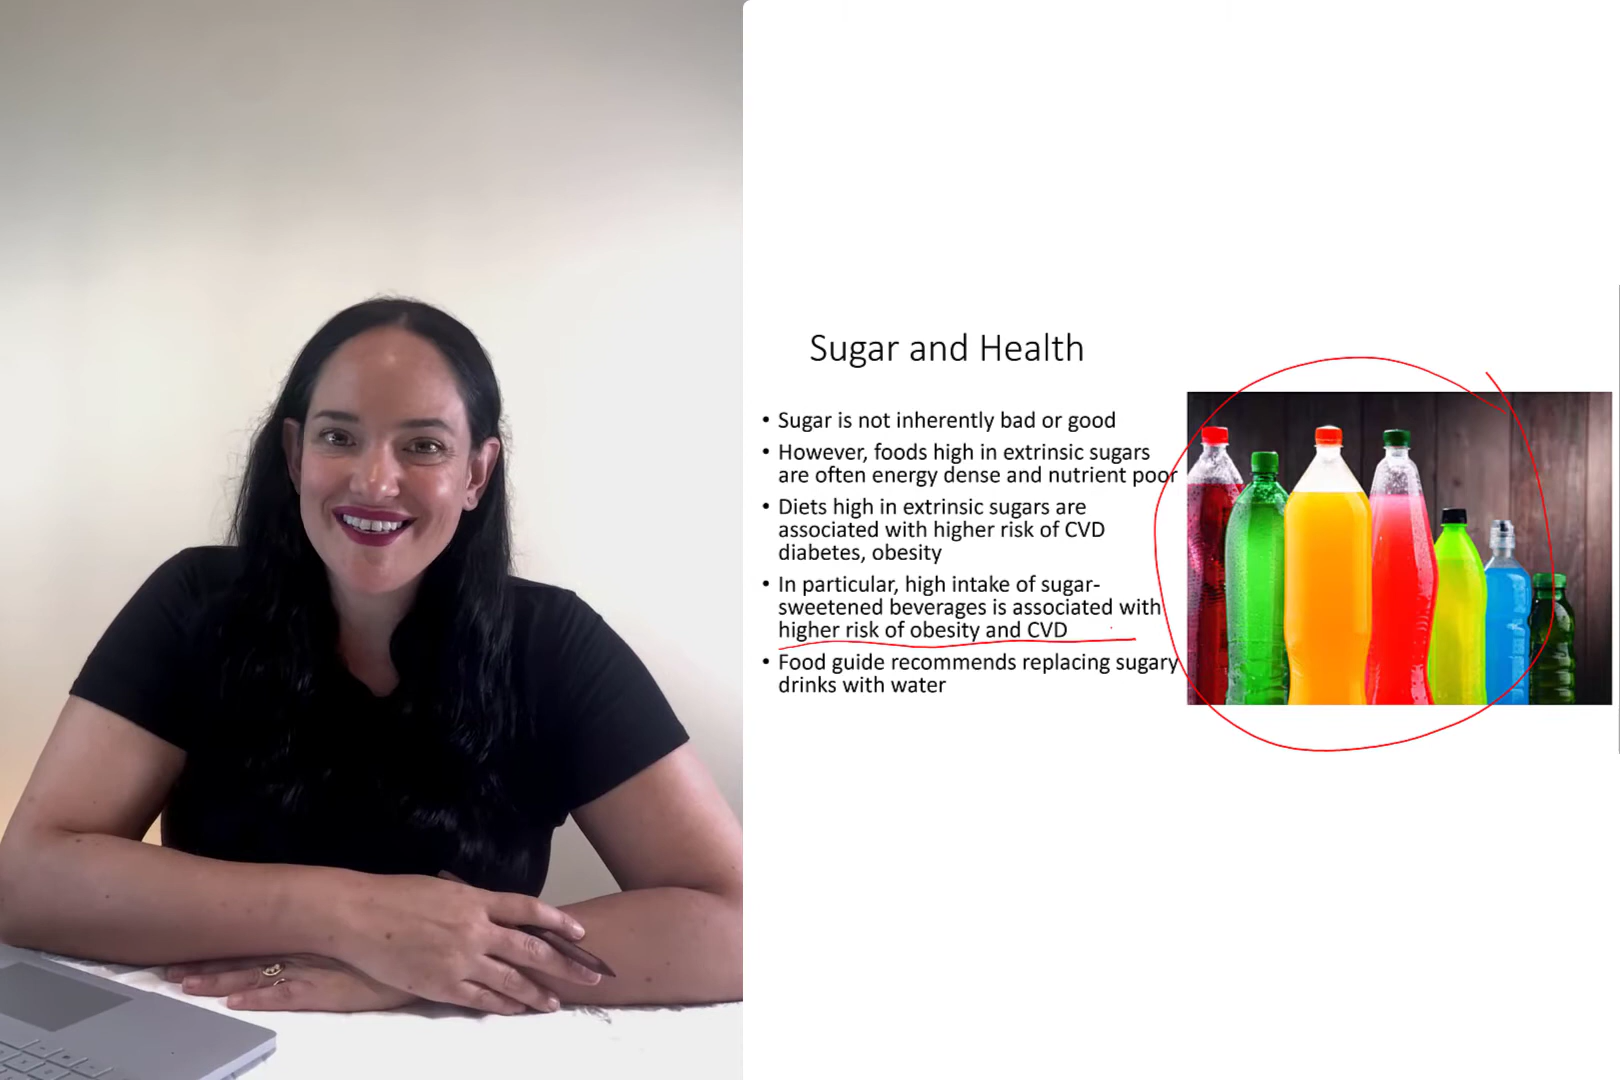 Sugar and Health
• Sugar is not inherently bad or good
• However, foods high in extrinsic sugars
are often energy dense and nutrient poor
• Diets high in extrinsic sugars are
associated with higher risk of CVD
diabetes, obesity
• In particular, high intake of sugar-
sweetened beverages is associated with
higher risk of obesity and CVD
• Food guide recommends replacing sugary
drinks with water